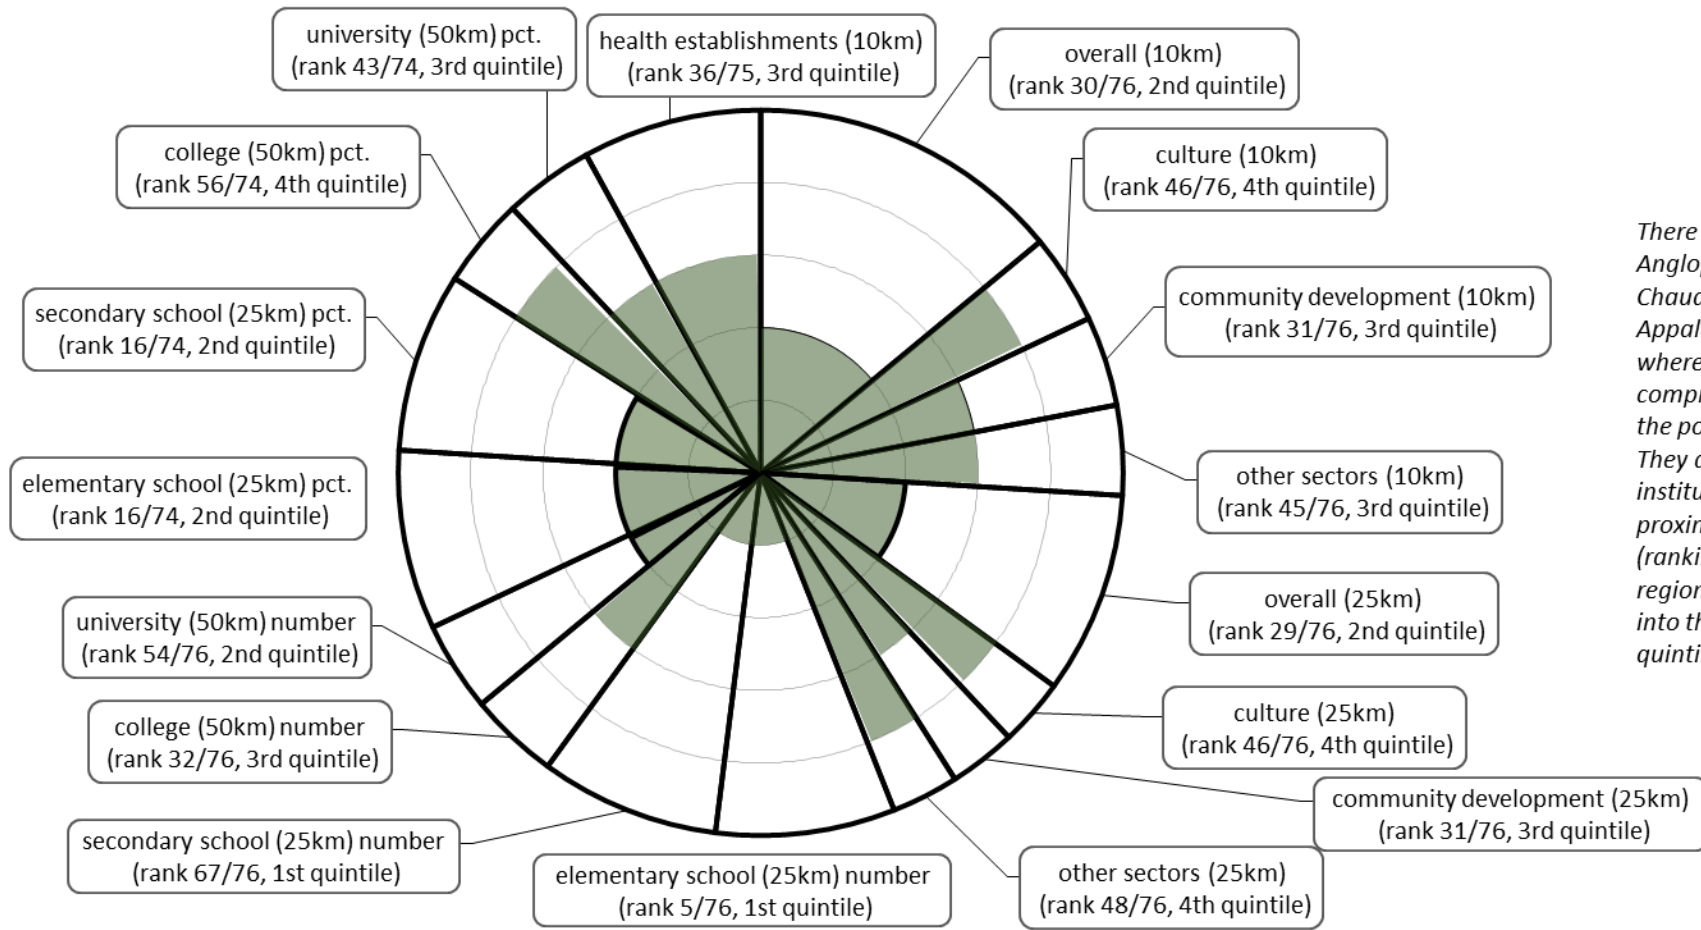 university (50km) pct.
(rank 43/74, 3rd quintile)
health establishments (10km)
(rank 36/75, 3rd quintile)
overall (10km)
(rank 30/76, 2nd quintile)
college (50km) pct.
(rank 56/74, 4th quintile)
culture (10km)
(rank 46/76, 4th quintile)
secondary school (25km) pct.
(rank 16/74, 2nd quintile)
community development (10km)
(rank 31/76, 3rd quintile)
elementary school (25km) pct.
(rank 16/74, 2nd quintile)
other sectors (10km)
(rank 45/76, 3rd quintile)
university (50km) number
(rank 54/76, 2nd quintile)
overall (25km)
(rank 29/76, 2nd quintile)
college (50km) number
(rank 32/76, 3rd quintile)
culture (25km)
(rank 46/76, 4th quintile)
secondary school (25km) number
(rank 67/76, 1st quintile)
community development (25km)
(rank 31/76, 3rd quintile)
elementary school (25km) number
(rank 5/76, 1st quintile)
other sectors (25km)
(rank 48/76, 4th quintile)
There
Anglo
Chaud
Appal
where
compr
the po
They a
institu
proxin
(ranki
region
into th
quinti